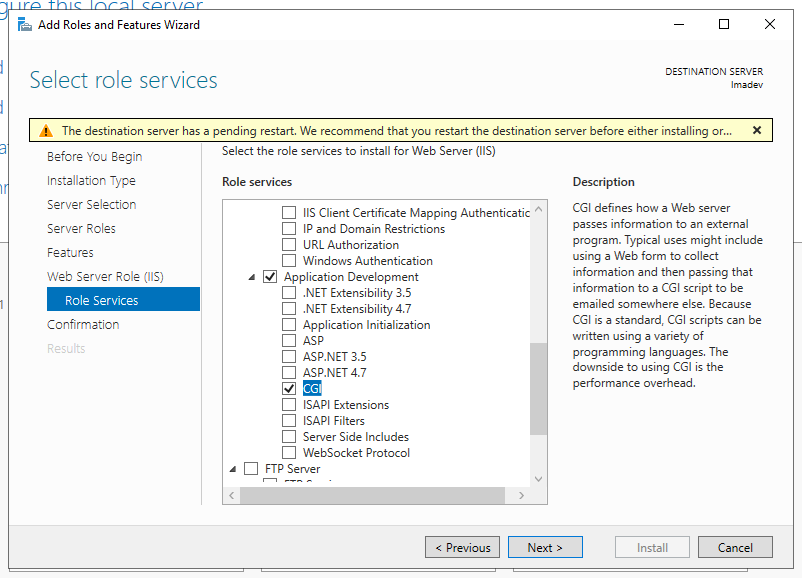 gure this local server
Add Roles and Features Wizard
Select role services
DESTINATION SERVER
Imadev
The destination server has a pending restart. We recommend that you restart the destination server before either installing or...
Before You Begin
Installation Type
Server Selection
Server Roles
Features
Web Server Role (IIS)
Role Services
Confirmation
Results
Select the role services to install for Web Server (IIS)
Role services
IIS Client Certificate Mapping Authenticatio
IP and Domain Restrictions
URL Authorization
Windows Authentication
Application Development
.NET Extensibility 3.5
.NET Extensibility 4.7
Application Initialization
ASP
ASP.NET 3.5
ASP.NET 4.7
CGI
ISAPI Extensions
ISAPI Filters
Server Side Includes
WebSocket Protocol
FTP Server
Description
CGI defines how a Web server
passes information to an external
program. Typical uses might include
using a Web form to collect
information and then passing that
information to a CGI script to be
emailed somewhere else. Because
CGI is a standard, CGI scripts can be
written using a variety of
programming languages. The
downside to using CGI is the
performance overhead.
< Previous
Next >
Install
Cancel